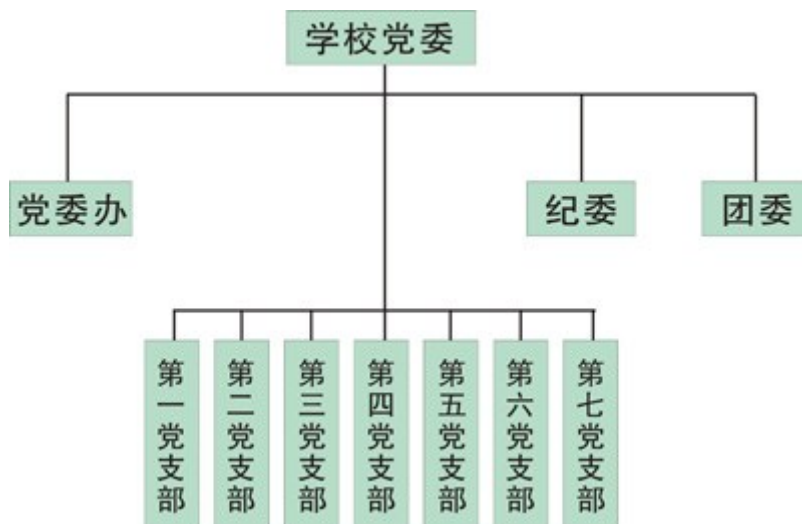 学校党委
党委办
纪委
团委
第一党支部
第二党支部
第三党支部
第四党支部
第五党支部
第六党支部
第七党支部